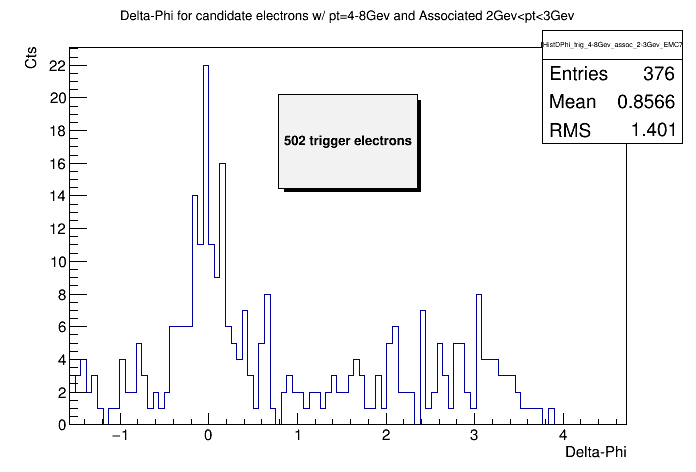 Delta-Phi for candidate electrons w/ pt=4-8Gev and Associated 2Gev<pt<3Gev
Cts
HistDPhi_trig_4-8Gev_assoc_2-3Gev_EMC7
Entries 376
Mean 0.8566
RMS 1.401
502 trigger electrons
22
20
18
16
14
12
10
8
6
4
2
0
−1 0 1 2 3 4
Delta-Phi